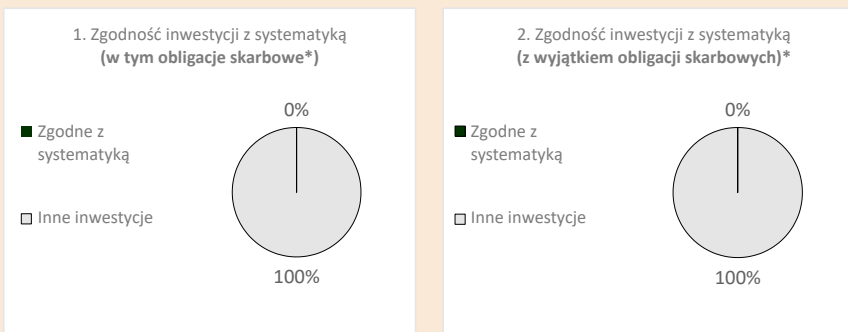 1. Zgodność inwestycji z systematyką
(w tym obligacje skarbowe*)
0%
Zgodne z
systematyką
Inne inwestycje
100%
2. Zgodność inwestycji z systematyką
(z wyjątkiem obligacji skarbowych)*
0%
Zgodne z
systematyką
Inne inwestycje
100%